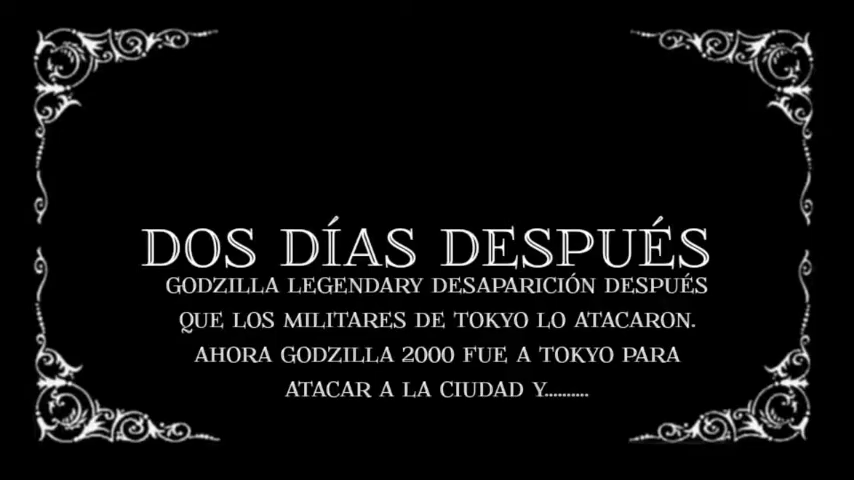 DOS DÍAS DESPUÉS
GODZILLA LEGENDARY DESAPARICIÓN DESPUÉS
QUE LOS MILITARES DE TOKYO LO ATACARON.
AHORA GODZILLA 2000 FUE A TOKYO PARA
ATACAR A LA CIUDAD Y..........